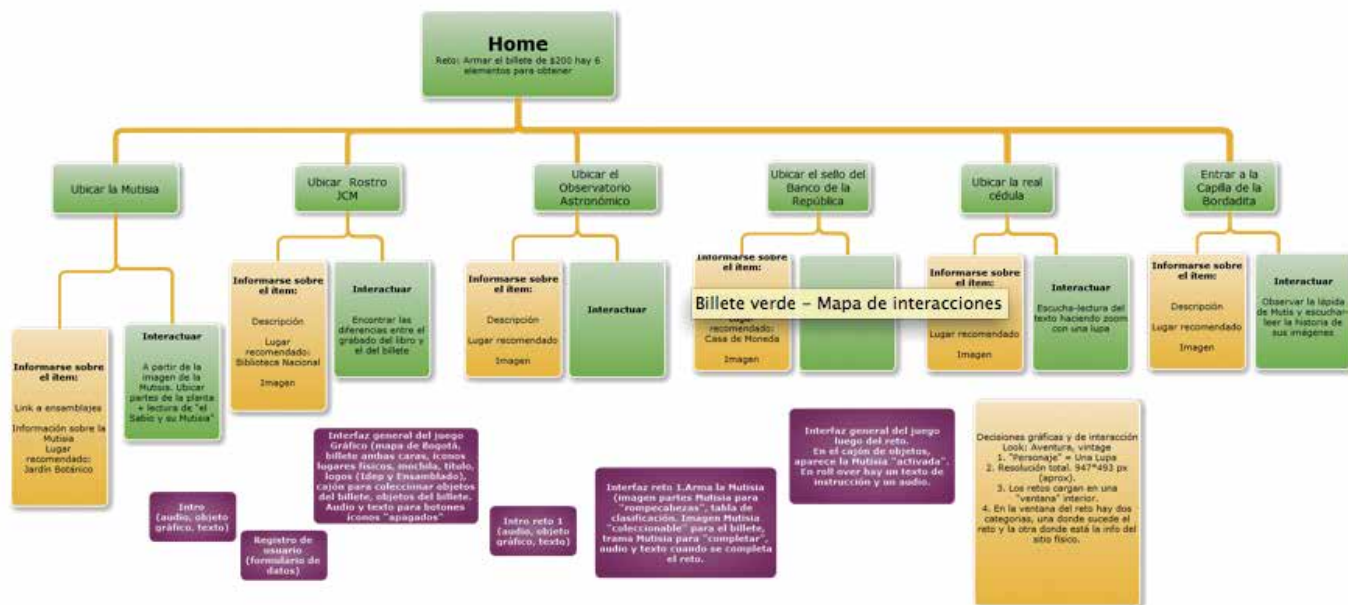 Home
Reto: Armar el billete de $200 hay 6
elementos para obtener
Ubicar la Mutisia
Ubicar Rostro
JCM
Ubicar el
Observatorio
Astronómico
Ubicar el sello del
Banco de la
República
Ubicar la real
cédula
Entrar a la
Capilla de la
Bordadita
Informarse sobre
el ítem:
Link a ensamblajes
Información sobre la
Mutisia
Lugar
recomendado:
Jardín Botánico
Interactuar
A partir de la
imagen de la
Mutisia. Ubicar
partes de la planta
+ lectura de "el
Sabio y su Mutisia"
Informarse sobre
el ítem:
Descripción
Lugar
recomendado:
Biblioteca Nacional
Imagen
Interactuar
Encontrar las
diferencias entre el
grabado del libro y
el del billete
Informarse sobre
el ítem:
Descripción
Lugar recomendado
Imagen
Interactuar
Informarse sobre
el ítem:
Lugar
recomendado:
Casa de Moneda
Imagen
Billete verde – Mapa de interacciones
Informarse sobre
el ítem:
Lugar recomendado
Imagen
Interactuar
Escucha-lectura del
texto haciendo zoom
con una lupa
Informarse sobre
el ítem:
Descripción
Lugar recomendado
Imagen
Interactuar
Observar la lápida
de Mutis y escuchar-
leer la historia de
sus imágenes
Intro
(audio, objeto
gráfico, texto)
Registro de
usuario
(formulario de
datos)
Interfaz general del juego
Gráfico (mapa de Bogotá,
billete ambas caras, íconos
lugares físicos, mochila, título,
logos (Idep y Ensamblado),
cajón para coleccionar objetos
del billete, objetos del billete.
Audio y texto para botones
íconos "apagados"
Intro reto 1
(audio, objeto
gráfico, texto)
Interfaz reto 1.Arma la Mutisia
(imagen partes Mutisia para
"rompecabezas", tabla de
clasificación. Imagen Mutisia
"coleccionable" para el billete,
trama Mutisia para "completar",
audio y texto cuando se completa
el reto.
Interfaz general del juego
luego del reto.
En el cajón de objetos,
aparece la Mutisia "activada".
En roll over hay un texto de
instrucción y un audio.
Decisiones gráficas y de interacción
Look: Aventura, vintage
1. "Personaje" = Una Lupa
2. Resolución total. 947*493 px
(aprox).
3. Los retos cargan en una
"ventana" interior.
4. En la ventana del reto hay dos
categorías, una donde sucede el
reto y la otra donde está la info del
sitio físico.